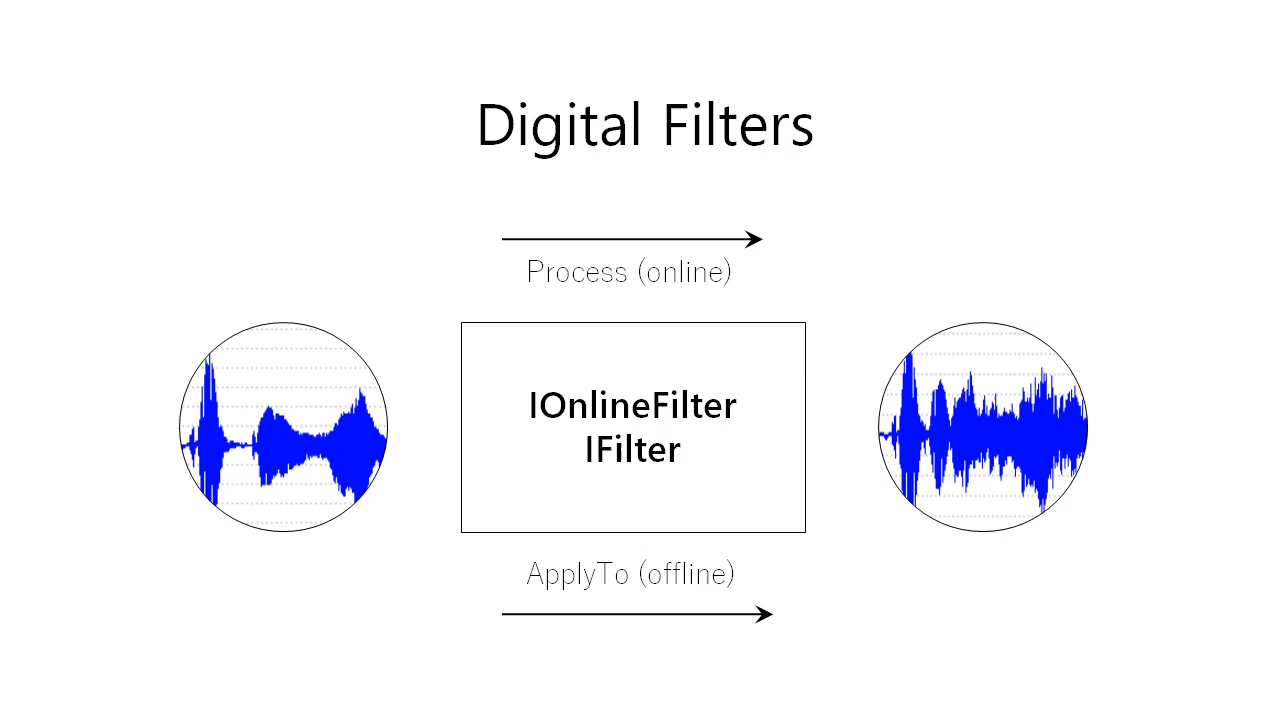 Digital Filters
Process (online)
IOnlineFilter
IFilter
ApplyTo (offline)